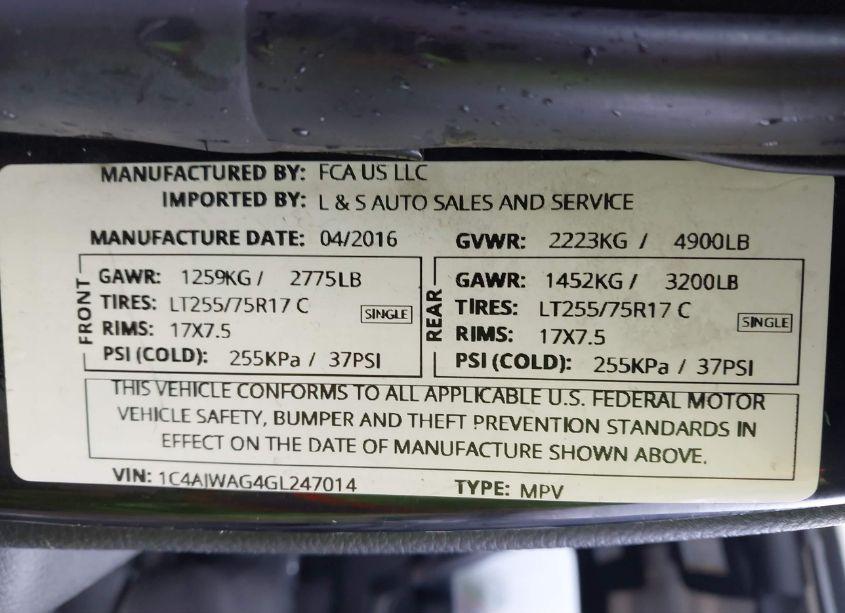 MANUFACTURED BY: FCA US LLC
IMPORTED BY: L & S AUTO SALES AND SERVICE
MANUFACTURE DATE: 04/2016 GVWR: 2223KG / 4900LB
FRONT
GAWR: 1259KG / 2775LB
TIRES: LT255/75R17 C
SINGLE
RIMS: 17X7.5
PSI (COLD): 255KPa / 37PSI
REAR
GAWR: 1452KG / 3200LB
TIRES: LT255/75R17 C
SINGLE
RIMS: 17X7.5
PSI (COLD): 255KPa / 37PSI
THIS VEHICLE CONFORMS TO ALL APPLICABLE U.S. FEDERAL MOTOR
VEHICLE SAFETY, BUMPER AND THEFT PREVENTION STANDARDS IN
EFFECT ON THE DATE OF MANUFACTURE SHOWN ABOVE.
VIN: 1C4AJWAG4GL247014 TYPE: MPV